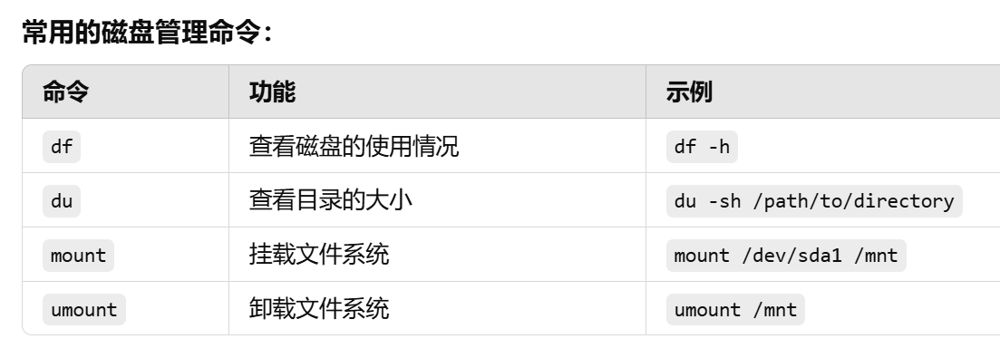 常用的磁盘管理命令：
命令 功能 示例
df 查看磁盘的使用情况 df -h
du 查看目录的大小 du -sh /path/to/directory
mount 挂载文件系统 mount /dev/sda1 /mnt
umount 卸载文件系统 umount /mnt